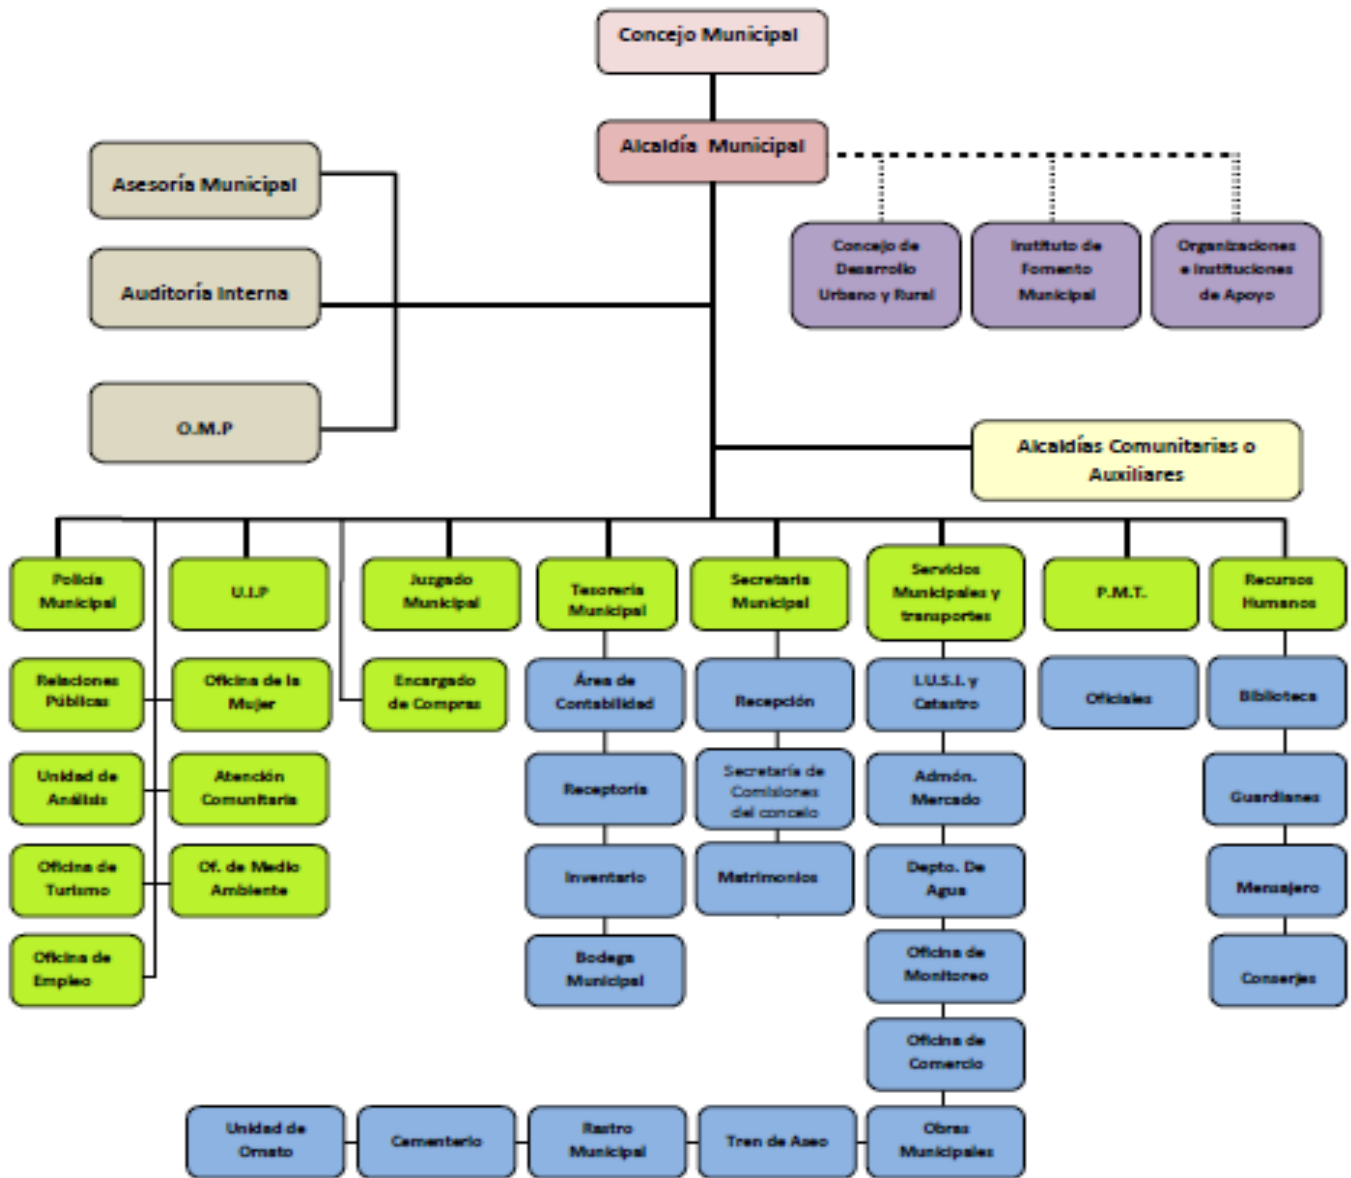 Concejo Municipal
Alcaldía Municipal
Asesoría Municipal
Auditoría Interna
O.M.P
Concejo de
Desarrollo
Urbano y Rural
Instituto de
Fomento
Municipal
Organizaciones
e Instituciones
de Apoyo
Alcaldías Comunitarias o
Auxiliares
Policía
Municipal
U.I.P
Juzgado
Municipal
Tesorería
Municipal
Secretaría
Municipal
Servicios
Municipales y
transportes
P.M.T.
Recursos
Humanos
Relaciones
Públicas
Oficina de la
Mujer
Encargado
de Compras
Área de
Contabilidad
Recepción
I.U.S.I. y
Catastro
Oficiales
Biblioteca
Unidad de
Análisis
Atención
Comunitaria
Receptoría
Secretaría de
Comisiones
del concejo
Admón.
Mercado
Guardianes
Oficina de
Turismo
Of. de Medio
Ambiente
Inventario
Matrimonios
Depto. De
Agua
Mensajero
Oficina de
Empleo
Bodega
Municipal
Oficina de
Monitoreo
Conserjes
Oficina de
Comercio
Unidad de
Ornato
Cementerio
Rastro
Municipal
Tren de Aseo
Obras
Municipales